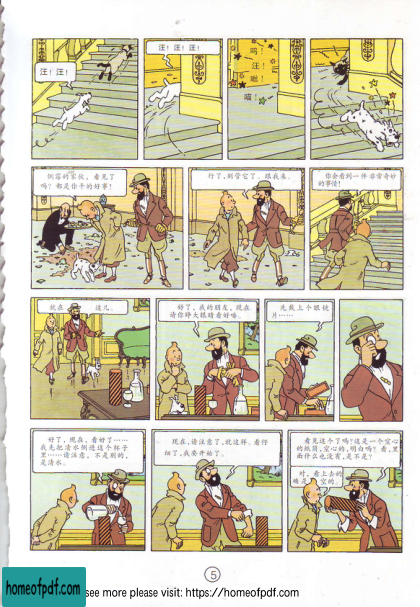 汪！汪！
汪！汪！汪！
呜！
汪
啦！
喵！
倒霉的家伙，看见了
吗？都是你干的好事！
行了，别管它了。跟我来。
你会看到一件非常奇妙
的事情！
就在 这儿。
好了，我的朋友，现在
请你睁大眼睛看好咯。
先戴上个眼镜
片……
好了，现在，看好了……
我先把清水倒进这个杯子
里……请注意，不是别的，
是清水。
现在，请注意了，就这样。看仔
细了，我要开始了。
看见这个了吗？这是一个空心
的纸筒，空心的，明白吗？看，里
面什么也没有，是不是？
对，看上去的
确是 空的。
5
homeofpdf.com
see more please visit: https://homeofpdf.com